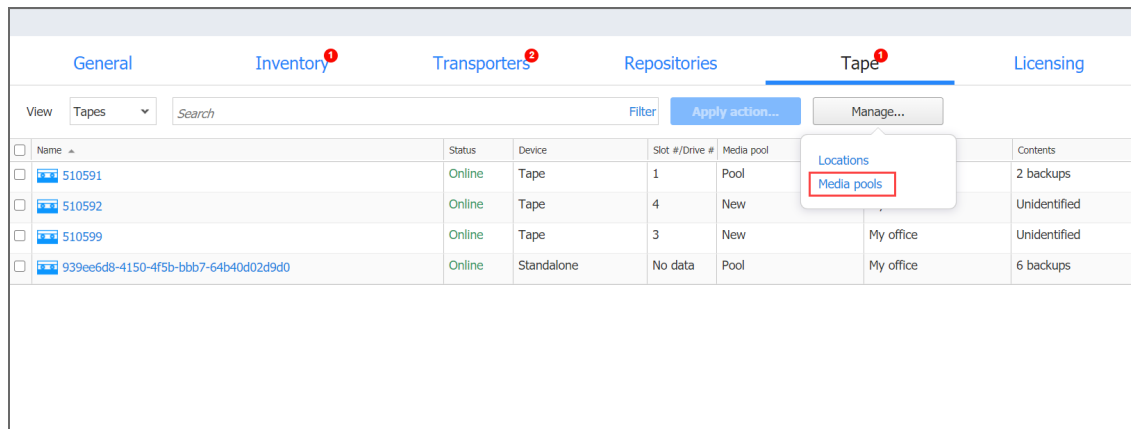 General Inventory 1 Transporters 2 Repositories Tape 1 Licensing
View Tapes Search Filter Apply action... Manage...
Name Status Device Slot #/Drive # Media pool Contents
Locations
Media pools
510591 Online Tape 1 Pool 2 backups
510592 Online Tape 4 New Unidentified
510599 Online Tape 3 New My office Unidentified
939ee6d8-4150-4f5b-bbb7-64b40d02d9d0 Online Standalone No data Pool My office 6 backups